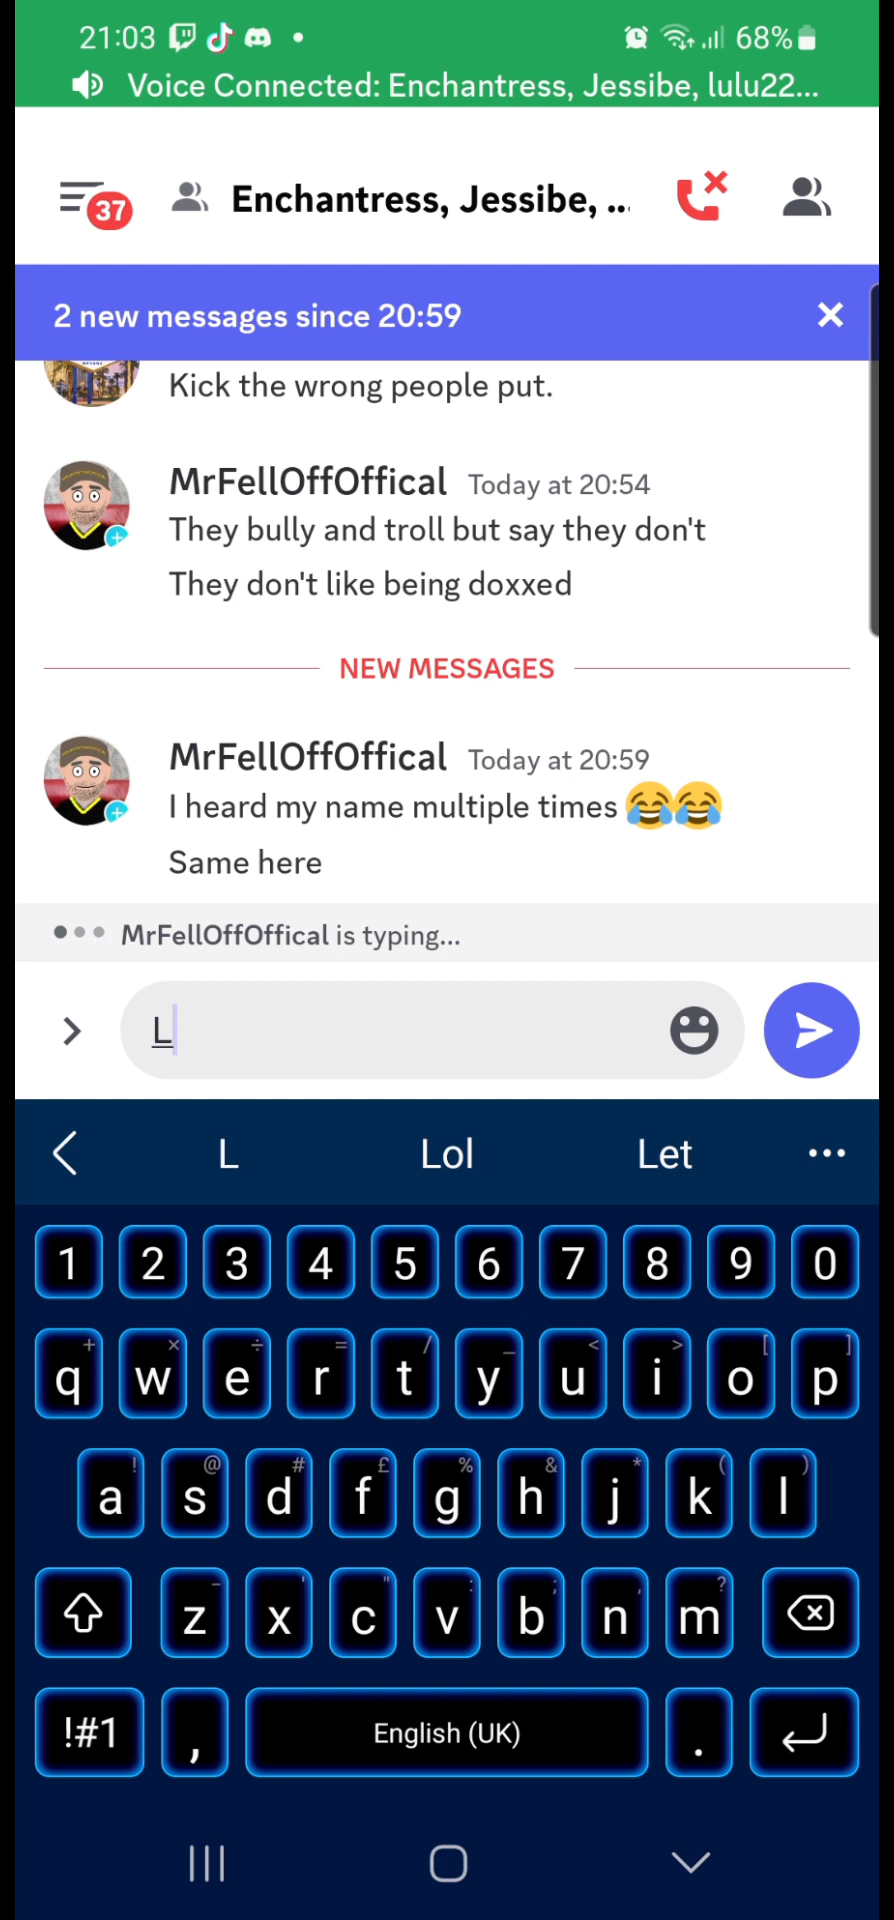 21:03
68%
Voice Connected: Enchantress, Jessibe, lulu22...
37
Enchantress, Jessibe, ...
2 new messages since 20:59
Kick the wrong people put.
MrFellOffOffical Today at 20:54
They bully and troll but say they don't
They don't like being doxxed
NEW MESSAGES
MrFellOffOffical Today at 20:59
I heard my name multiple times 😂😂
Same here
MrFellOffOffical is typing...
L
L Lol Let
1 2 3 4 5 6 7 8 9 0
+ × ÷ = / _ < > [ ]
q w e r t y u i o p
! @ # £ % & * ( )
a s d f g h j k l
- ' " : ; , ?
z x c v b n m
!#1 , English (UK) .